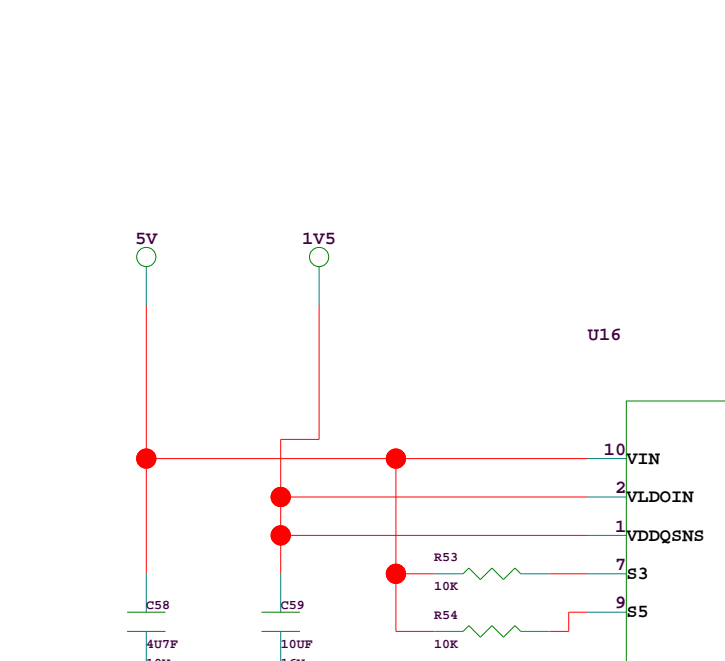 5V 1V5
U16
10 VIN
2 VLDOIN
1 VDDQSNS
R53 7 S3
10K
C58 C59 9 S5
R54
4U7F 10UF 10K